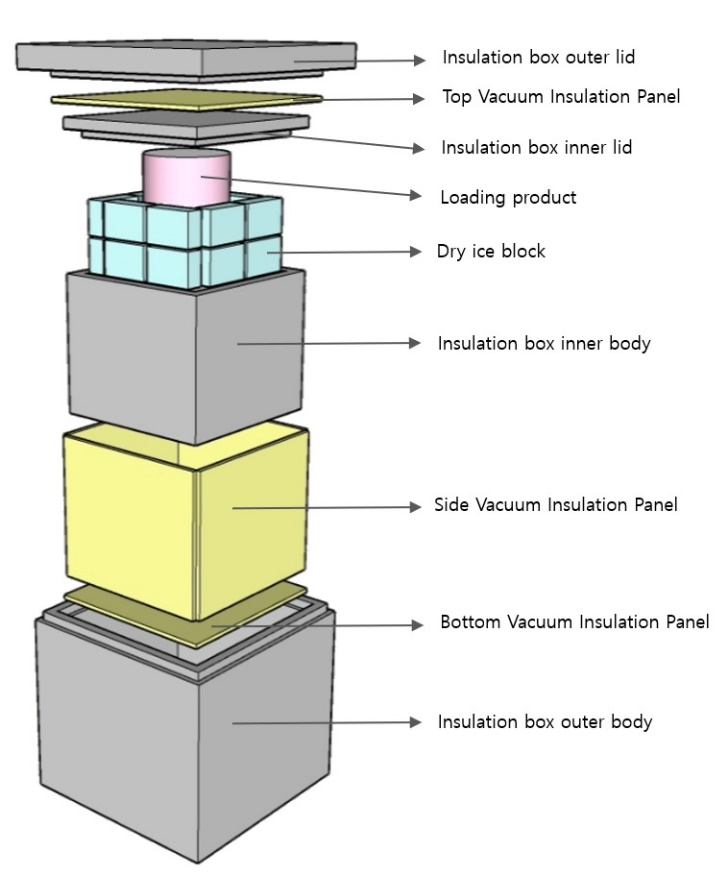 Insulation box outer lid
Top Vacuum Insulation Panel
Insulation box inner lid
Loading product
Dry ice block
Insulation box inner body
Side Vacuum Insulation Panel
Bottom Vacuum Insulation Panel
Insulation box outer body